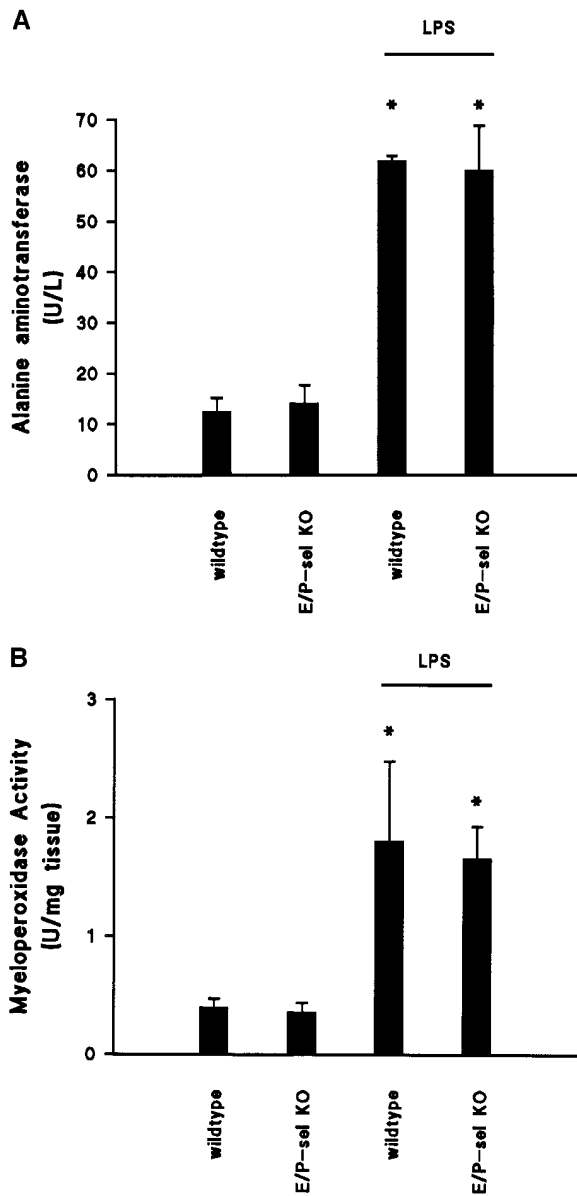 A
LPS
* *
Alanine aminotransferase
(U/L)
70
60
50
40
30
20
10
0
wildtype
E/P-sel KO
wildtype
E/P-sel KO
B
LPS
*
*
Myeloperoxidase Activity
(U/mg tissue)
3
2
1
0
wildtype
E/P-sel KO
wildtype
E/P-sel KO